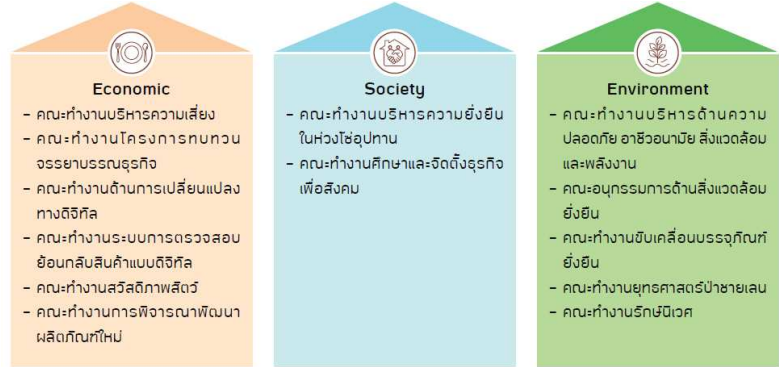 Economic
- คณะทำงานบริหารความเสี่ยง
- คณะทำงานโครงการทบทวน
จรรยาบรรณธุรกิจ
- คณะทำงานด้านการเปลี่ยนแปลง
ทางดิจิทัล
- คณะทำงานระบบการตรวจสอบ
ย้อนกลับสินค้าแบบดิจิทัล
- คณะทำงานสวัสดิภาพสัตว์
- คณะทำงานการพิจารณาพัฒนา
ผลิตภัณฑ์ใหม่
Society
- คณะทำงานบริหารความยั่งยืน
ในห่วงโซ่อุปทาน
- คณะทำงานศึกษาและจัดตั้งธุรกิจ
เพื่อสังคม
Environment
- คณะทำงานบริหารด้านความ
ปลอดภัย อาชีวอนามัย สิ่งแวดล้อม
และพลังงาน
- คณะอนุกรรมการด้านสิ่งแวดล้อม
ยั่งยืน
- คณะทำงานขับเคลื่อนบรรจุภัณฑ์
ยั่งยืน
- คณะทำงานยุทธศาสตร์ป่าชายเลน
- คณะทำงานรักษ์นิเวศ